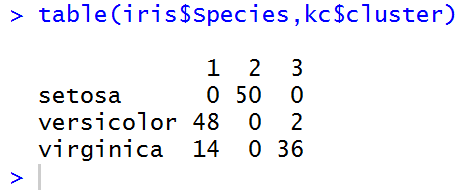 > table(iris$Species,kc$cluster)
1 2 3
setosa 0 50 0
versicolor 48 0 2
virginica 14 0 36
>